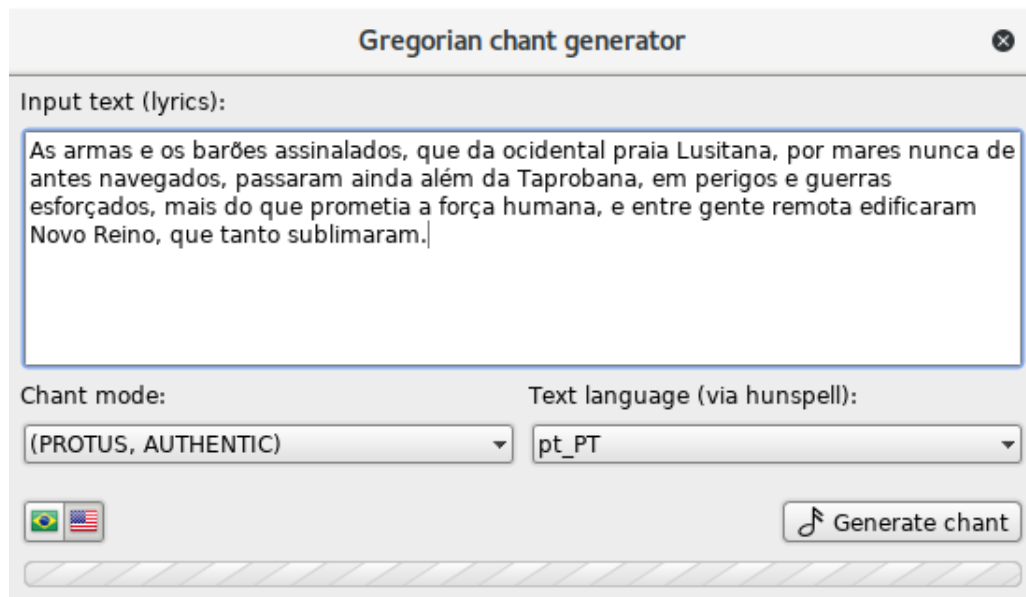 Gregorian chant generator
Input text (lyrics):
As armas e os barões assinalados, que da ocidental praia Lusitana, por mares nunca de
antes navegados, passaram ainda além da Taprobana, em perigos e guerras
esforçados, mais do que prometia a força humana, e entre gente remota edificaram
Novo Reino, que tanto sublimaram.
Chant mode:
Text language (via hunspell):
(PROTUS, AUTHENTIC)
pt_PT
Generate chant